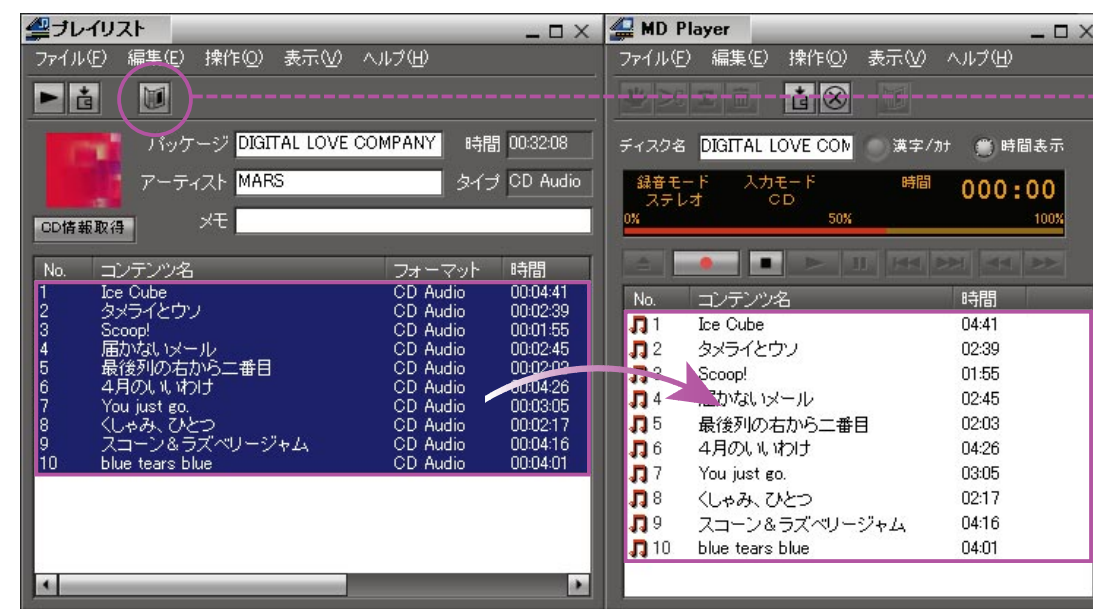 プレイリスト
ファイル(F) 編集(E) 操作(O) 表示(V) ヘルプ(H)
パッケージ DIGITAL LOVE COMPANY 時間 00:32:08
アーティスト MARS タイプ CD Audio
CD情報取得 メモ
No. コンテンツ名 フォーマット 時間
1 Ice Cube CD Audio 00:04:41
2 タメライとウソ CD Audio 00:02:39
3 Scoop! CD Audio 00:01:55
4 届かないメール CD Audio 00:02:45
5 最後列の右から二番目 CD Audio 00:02:03
6 4月のいいわけ CD Audio 00:04:26
7 You just go. CD Audio 00:03:05
8 くしゃみ、ひとつ CD Audio 00:02:17
9 スコーン&ラズベリージャム CD Audio 00:04:16
10 blue tears blue CD Audio 00:04:01
MD Player
ファイル(F) 編集(E) 操作(O) 表示(V) ヘルプ(H)
ディスク名 DIGITAL LOVE COM 漢字/カナ 時間表示
録音モード 入力モード 時間 000:00
ステレオ CD
0% 50% 100%
No. コンテンツ名 時間
1 Ice Cube 04:41
2 タメライとウソ 02:39
3 Scoop! 01:55
4 届かないメール 02:45
5 最後列の右から二番目 02:03
6 4月のいいわけ 04:26
7 You just go. 03:05
8 くしゃみ、ひとつ 02:17
9 スコーン&ラズベリージャム 04:16
10 blue tears blue 04:01